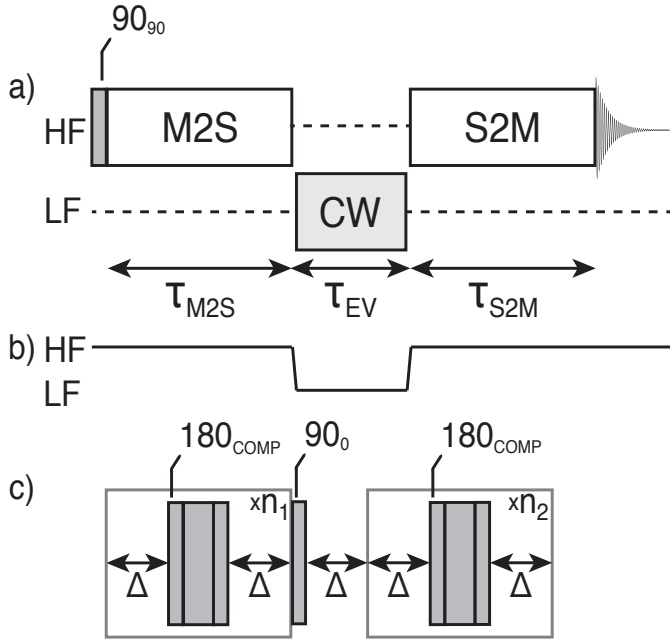 90₉₀
a)
HF M2S S2M
LF CW
τ_M2S τ_EV τ_S2M
b) HF
LF
180_COMP 90₀ 180_COMP
c) ×n₁ ×n₂
Δ Δ Δ Δ Δ